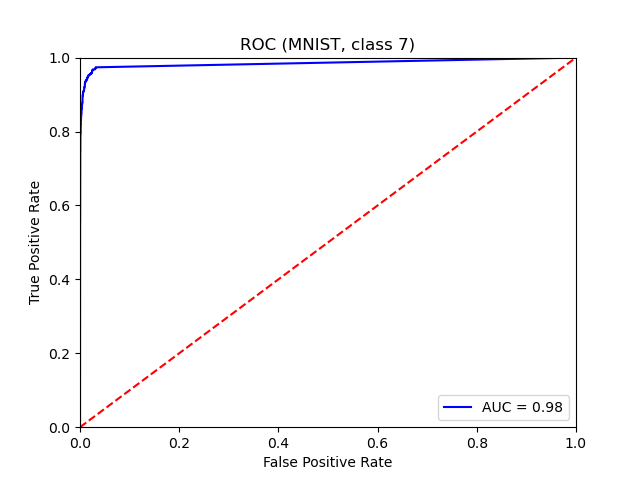 ROC (MNIST, class 7)
True Positive Rate
1.0
0.8
0.6
0.4
0.2
0.0
AUC = 0.98
0.0 0.2 0.4 0.6 0.8 1.0
False Positive Rate